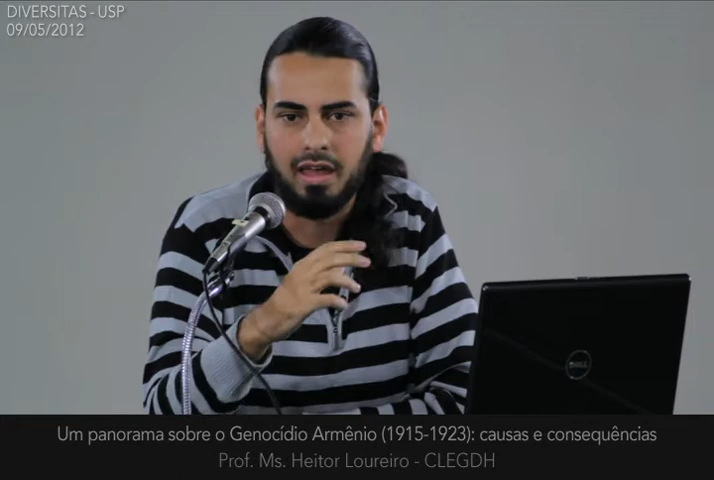 DIVERSITAS - USP
09/05/2012
DELL
Um panorama sobre o Genocídio Armênio (1915-1923): causas e consequências
Prof. Ms. Heitor Loureiro - CLEGDH